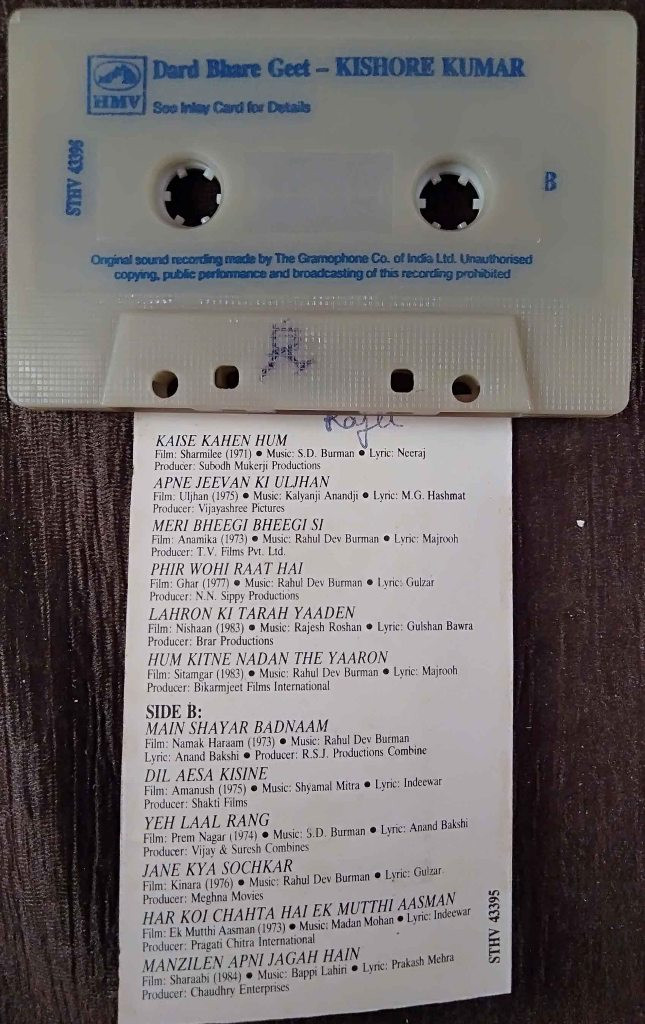 HMV
Dard Bhare Geet – KISHORE KUMAR
See Inlay Card for Details
STHV 43395
B
Original sound recording made by The Gramophone Co. of India Ltd. Unauthorised
copying, public performance and broadcasting of this recording prohibited
KAISE KAHEN HUM
Film: Sharmilee (1971) ● Music: S.D. Burman ● Lyric: Neeraj
Producer: Subodh Mukerji Productions
APNE JEEVAN KI ULJHAN
Film: Uljhan (1975) ● Music: Kalyanji Anandji ● Lyric: M.G. Hashmat
Producer: Vijayashree Pictures
MERI BHEEGI BHEEGI SI
Film: Anamika (1973) ● Music: Rahul Dev Burman ● Lyric: Majrooh
Producer: T.V. Films Pvt. Ltd.
PHIR WOHI RAAT HAI
Film: Ghar (1977) ● Music: Rahul Dev Burman ● Lyric: Gulzar
Producer: N.N. Sippy Productions
LAHRON KI TARAH YAADEN
Film: Nishaan (1983) ● Music: Rajesh Roshan ● Lyric: Gulshan Bawra
Producer: Brar Productions
HUM KITNE NADAN THE YAARON
Film: Sitamgar (1983) ● Music: Rahul Dev Burman ● Lyric: Majrooh
Producer: Bikarmjeet Films International
SIDE B:
MAIN SHAYAR BADNAAM
Film: Namak Haraam (1973) ● Music: Rahul Dev Burman
Lyric: Anand Bakshi ● Producer: R.S.J. Productions Combine
DIL AESA KISINE
Film: Amanush (1975) ● Music: Shyamal Mitra ● Lyric: Indeewar
Producer: Shakti Films
YEH LAAL RANG
Film: Prem Nagar (1974) ● Music: S.D. Burman ● Lyric: Anand Bakshi
Producer: Vijay & Suresh Combines
JANE KYA SOCHKAR
Film: Kinara (1976) ● Music: Rahul Dev Burman ● Lyric: Gulzar
Producer: Meghna Movies
HAR KOI CHAHTA HAI EK MUTTHI AASMAN
Film: Ek Mutthi Aasman (1973) ● Music: Madan Mohan ● Lyric: Indeewar
Producer: Pragati Chitra International
MANZILEN APNI JAGAH HAIN
Film: Sharaabi (1984) ● Music: Bappi Lahiri ● Lyric: Prakash Mehra
Producer: Chaudhry Enterprises
STHV 43395